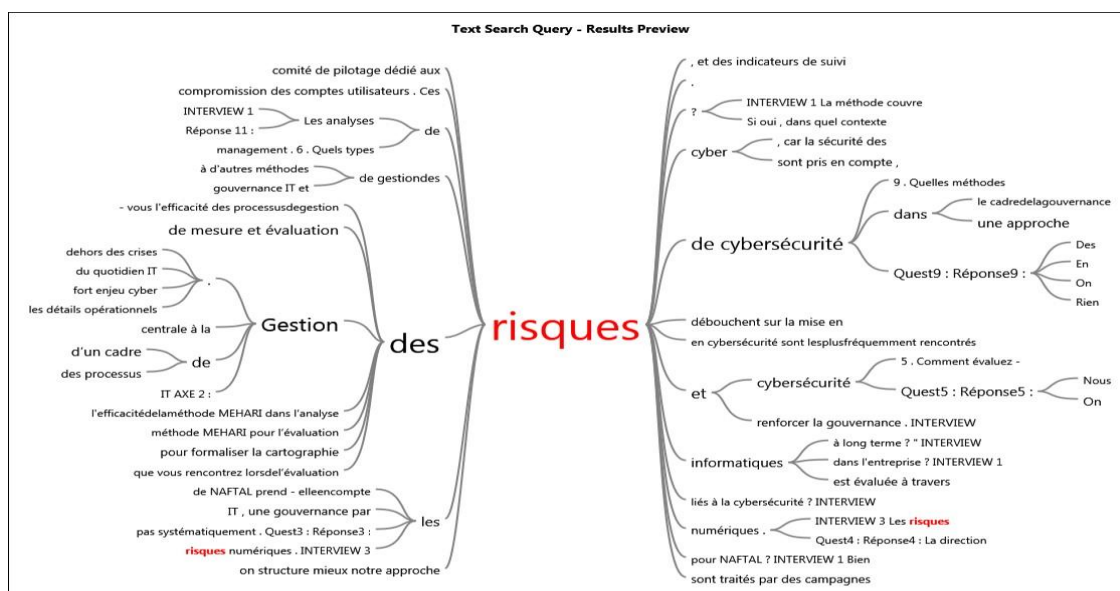 Text Search Query - Results Preview
comité de pilotage dédié aux
compromission des comptes utilisateurs . Ces
INTERVIEW 1
Réponse 11 :
Les analyses
management . 6 . Quels types
de
à d'autres méthodes
gouvernance IT et
de gestiondes
- vous l'efficacité des processusdegestion
de mesure et évaluation
dehors des crises
du quotidien IT
fort enjeu cyber
les détails opérationnels
.
centrale à la
d'un cadre
des processus
de
IT AXE 2 :
Gestion
l'efficacitédelaméthode MEHARI dans l'analyse
méthode MEHARI pour l'évaluation
pour formaliser la cartographie
que vous rencontrez lorsdel'évaluation
des
de NAFTAL prend - elleencompte
IT , une gouvernance par
pas systématiquement . Quest3 : Réponse3 :
risques numériques . INTERVIEW 3
les
on structure mieux notre approche
risques
, et des indicateurs de suivi
.
?
INTERVIEW 1 La méthode couvre
Si oui , dans quel contexte
cyber
, car la sécurité des
sont pris en compte ,
de cybersécurité
9 . Quelles méthodes
dans
le cadredelagouvernance
une approche
Quest9 : Réponse9 :
Des
En
On
Rien
débouchent sur la mise en
en cybersécurité sont lesplusfréquemment rencontrés
et
cybersécurité
5 . Comment évaluez -
Quest5 : Réponse5 :
Nous
On
renforcer la gouvernance . INTERVIEW
informatiques
à long terme ? " INTERVIEW
dans l'entreprise ? INTERVIEW 1
est évaluée à travers
liés à la cybersécurité ? INTERVIEW
numériques .
INTERVIEW 3 Les risques
Quest4 : Réponse4 : La direction
pour NAFTAL ? INTERVIEW 1 Bien
sont traités par des campagnes